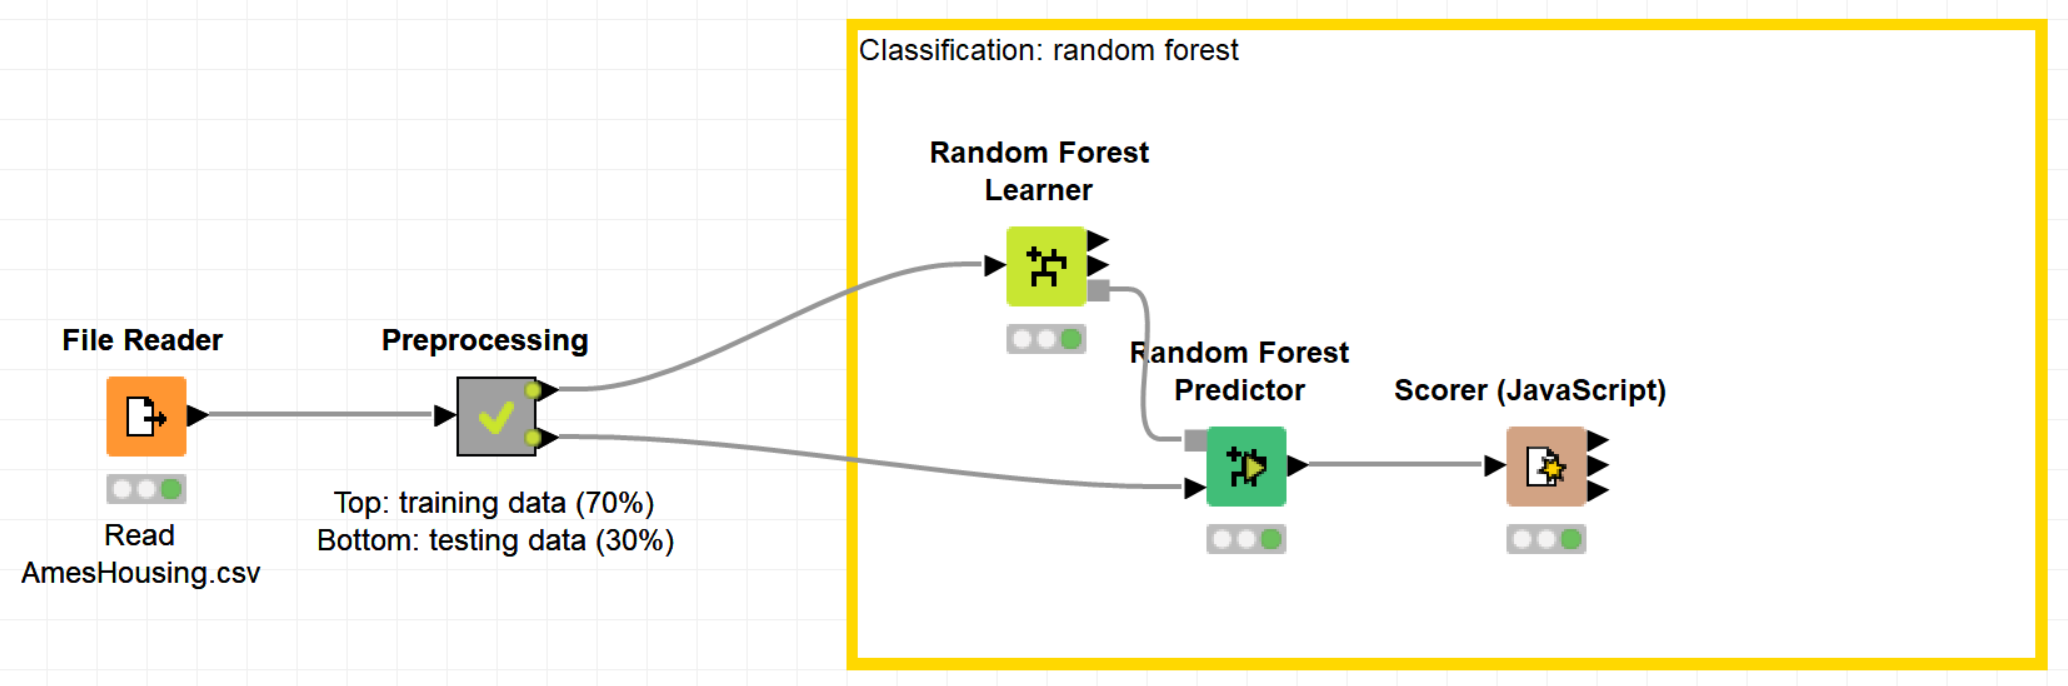 Classification: random forest
Random Forest
Learner
File Reader
Preprocessing
Random Forest
Predictor
Scorer (JavaScript)
Top: training data (70%)
Bottom: testing data (30%)
Read
AmesHousing.csv